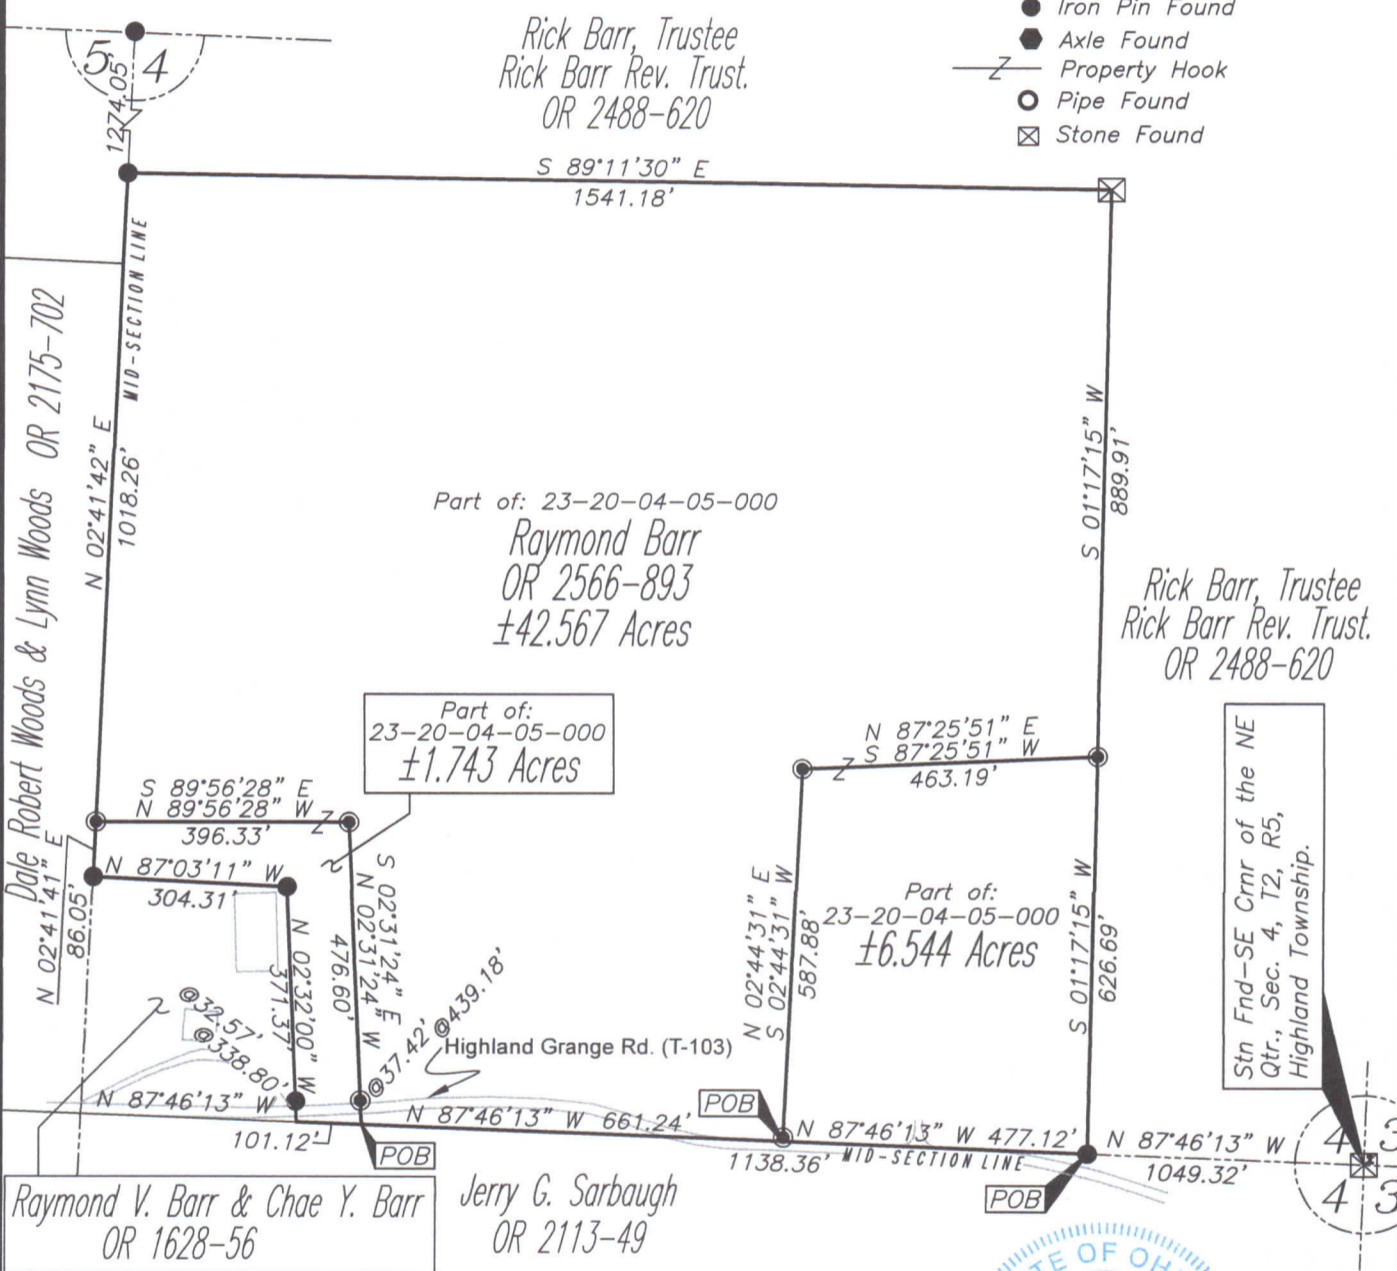 Iron Pin Found
Axle Found
Z Property Hook
Pipe Found
Stone Found
5 4
1274.05'
Rick Barr, Trustee
Rick Barr Rev. Trust.
OR 2488-620
S 89°11'30" E
1541.18'
MID-SECTION LINE
N 02°41'42" E
1018.26'
Dale Robert Woods & Lynn Woods OR 2175-702
S 01°17'15" W
889.91'
Part of: 23-20-04-05-000
Raymond Barr
OR 2566-893
±42.567 Acres
Rick Barr, Trustee
Rick Barr Rev. Trust.
OR 2488-620
Part of:
23-20-04-05-000
±1.743 Acres
N 87°25'51" E
S 87°25'51" W
Z
463.19'
S 89°56'28" E
N 89°56'28" W
Z
396.33'
N 02°41'41" E
86.05'
N 87°03'11" W
304.31'
N 02°32'00" W
371.37'
S 02°31'24" E
N 02°31'24" W
476.60'
@32.57'
@338.80'
@37.42' @439.18'
Highland Grange Rd. (T-103)
N 02°44'31" E
S 02°44'31" W
587.88'
Part of:
23-20-04-05-000
±6.544 Acres
S 01°17'15" W
626.69'
Stn Fnd-SE Crnr of the NE
Qtr., Sec. 4, T2, R5,
Highland Township.
N 87°46'13" W
101.12'
POB
N 87°46'13" W 661.24'
POB
N 87°46'13" W 477.12'
1138.36' MID-SECTION LINE
POB
N 87°46'13" W
1049.32'
4 3
4 3
Raymond V. Barr & Chae Y. Barr
OR 1628-56
Jerry G. Sarbaugh
OR 2113-49
OF